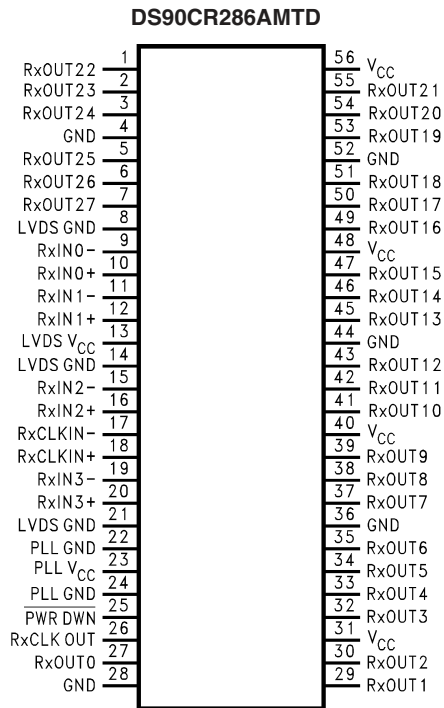 DS90CR286AMTD
RxOUT22 1
RxOUT23 2
RxOUT24 3
GND 4
RxOUT25 5
RxOUT26 6
RxOUT27 7
LVDS GND 8
RxIN0- 9
RxIN0+ 10
RxIN1- 11
RxIN1+ 12
LVDS VCC 13
LVDS GND 14
RxIN2- 15
RxIN2+ 16
RxCLKIN- 17
RxCLKIN+ 18
RxIN3- 19
RxIN3+ 20
LVDS GND 21
PLL GND 22
PLL VCC 23
PLL GND 24
PWR DWN 25
RxCLK OUT 26
RxOUT0 27
GND 28
56 VCC
55 RxOUT21
54 RxOUT20
53 RxOUT19
52 GND
51 RxOUT18
50 RxOUT17
49 RxOUT16
48 VCC
47 RxOUT15
46 RxOUT14
45 RxOUT13
44 GND
43 RxOUT12
42 RxOUT11
41 RxOUT10
40 VCC
39 RxOUT9
38 RxOUT8
37 RxOUT7
36 GND
35 RxOUT6
34 RxOUT5
33 RxOUT4
32 RxOUT3
31 VCC
30 RxOUT2
29 RxOUT1